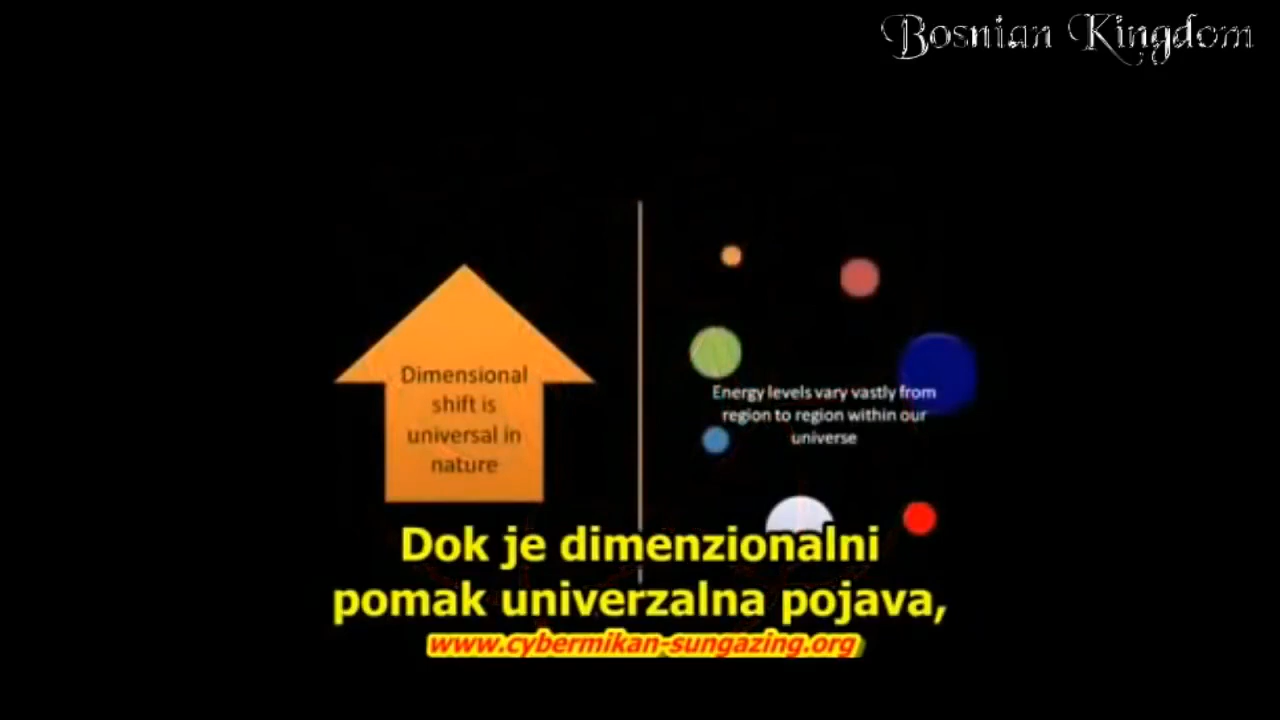 Bosnian Kingdom
Dimensional
shift is
universal in
nature
Energy levels vary vastly from
region to region within our
universe
Dok je dimenzionalni
pomak univerzalna pojava,
www.cybermikan-sungazing.org